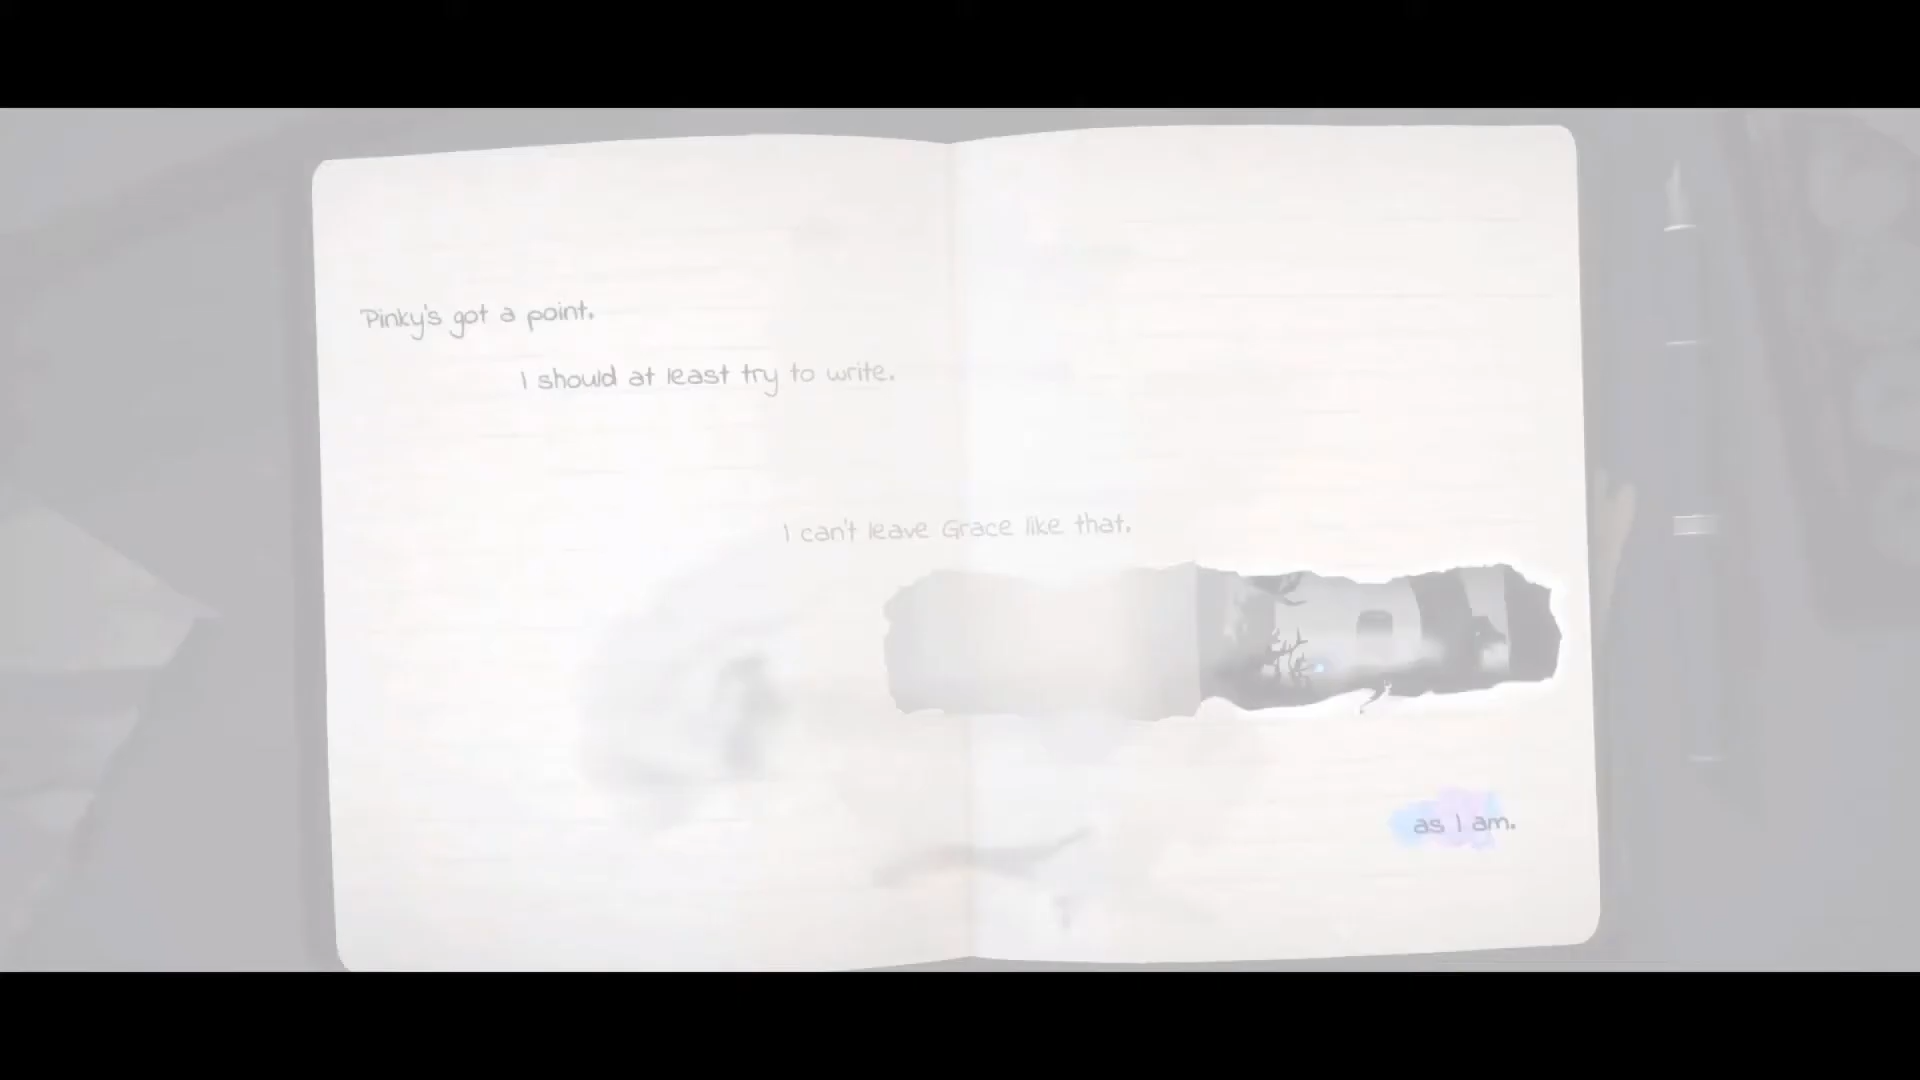 Pinky's got a point.
I should at least try to write.
I can't leave Grace like that.
as I am.